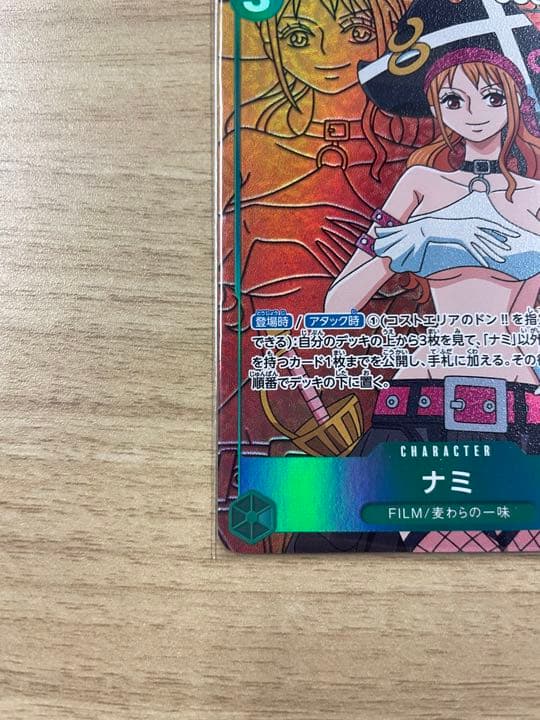 3
登場時 / アタック時 ①(コストエリアのドン!!を指
できる):自分のデッキの上から3枚を見て、「ナミ」以外
を持つカード1枚までを公開し、手札に加える。その
順番でデッキの下に置く。
CHARACTER
ナミ
FILM/麦わらの一味